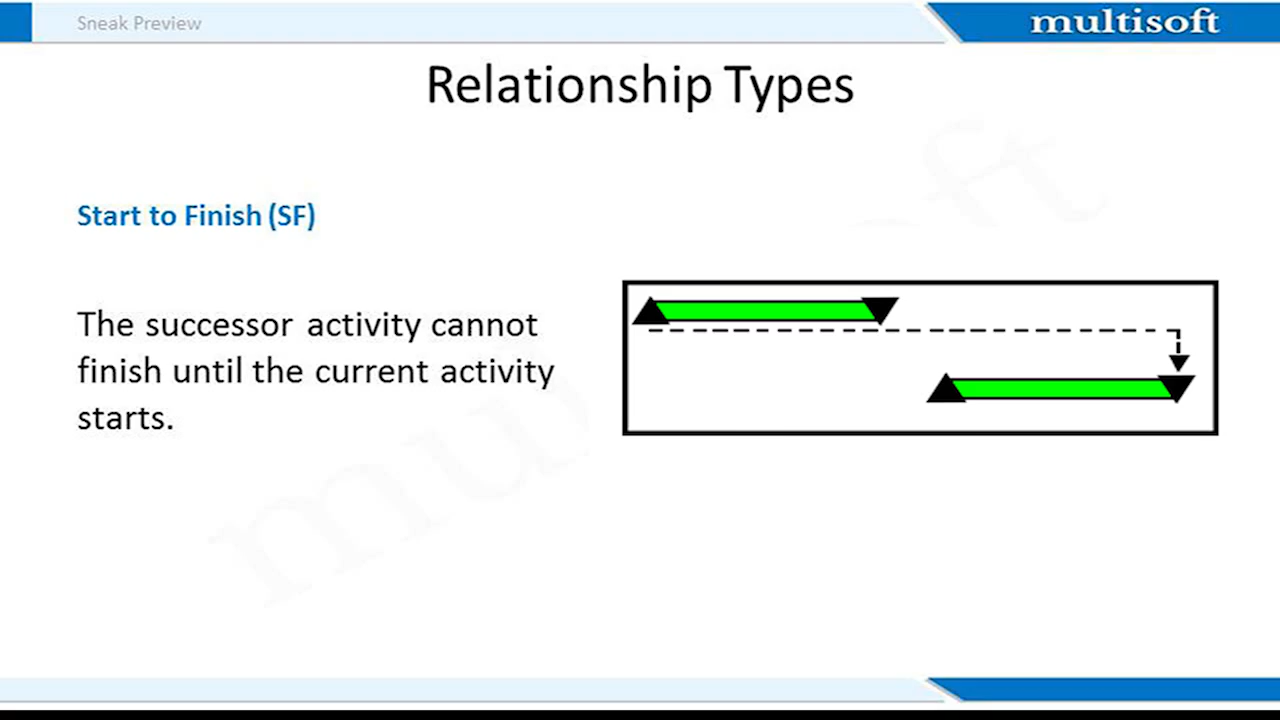 Sneak Preview
multisoft
Relationship Types
Start to Finish (SF)
The successor activity cannot
finish until the current activity
starts.